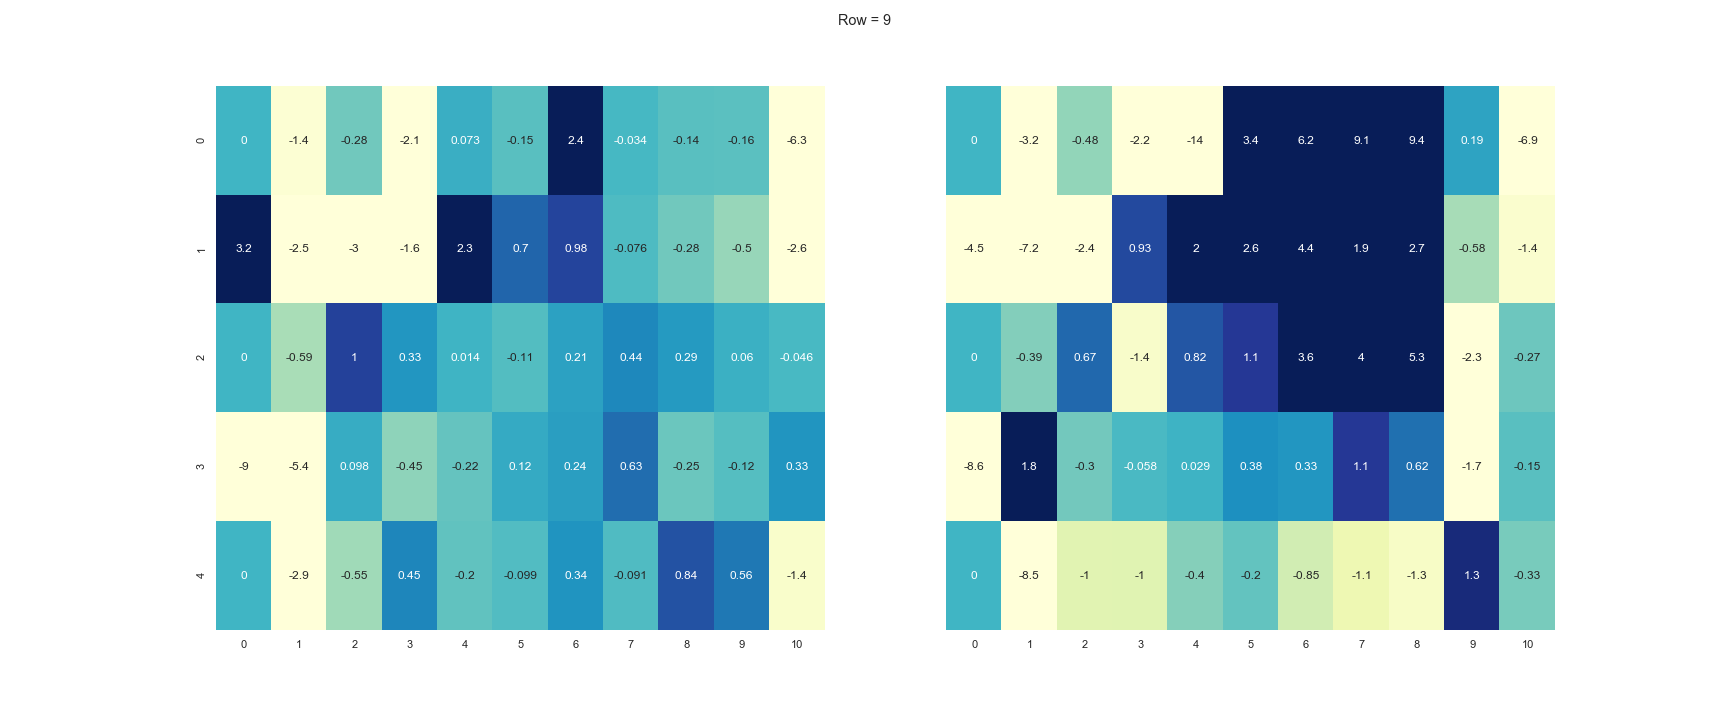 Row = 9
0 0 -1.4 -0.28 -2.1 0.073 -0.15 2.4 -0.034 -0.14 -0.16 -6.3
1 3.2 -2.5 -3 -1.6 2.3 0.7 0.98 -0.076 -0.28 -0.5 -2.6
2 0 -0.59 1 0.33 0.014 -0.11 0.21 0.44 0.29 0.06 -0.046
3 -9 -5.4 0.098 -0.45 -0.22 0.12 0.24 0.63 -0.25 -0.12 0.33
4 0 -2.9 -0.55 0.45 -0.2 -0.099 0.34 -0.091 0.84 0.56 -1.4
0 1 2 3 4 5 6 7 8 9 10
0 -3.2 -0.48 -2.2 -14 3.4 6.2 9.1 9.4 0.19 -6.9
-4.5 -7.2 -2.4 0.93 2 2.6 4.4 1.9 2.7 -0.58 -1.4
0 -0.39 0.67 -1.4 0.82 1.1 3.6 4 5.3 -2.3 -0.27
-8.6 1.8 -0.3 -0.058 0.029 0.38 0.33 1.1 0.62 -1.7 -0.15
0 -8.5 -1 -1 -0.4 -0.2 -0.85 -1.1 -1.3 1.3 -0.33
0 1 2 3 4 5 6 7 8 9 10